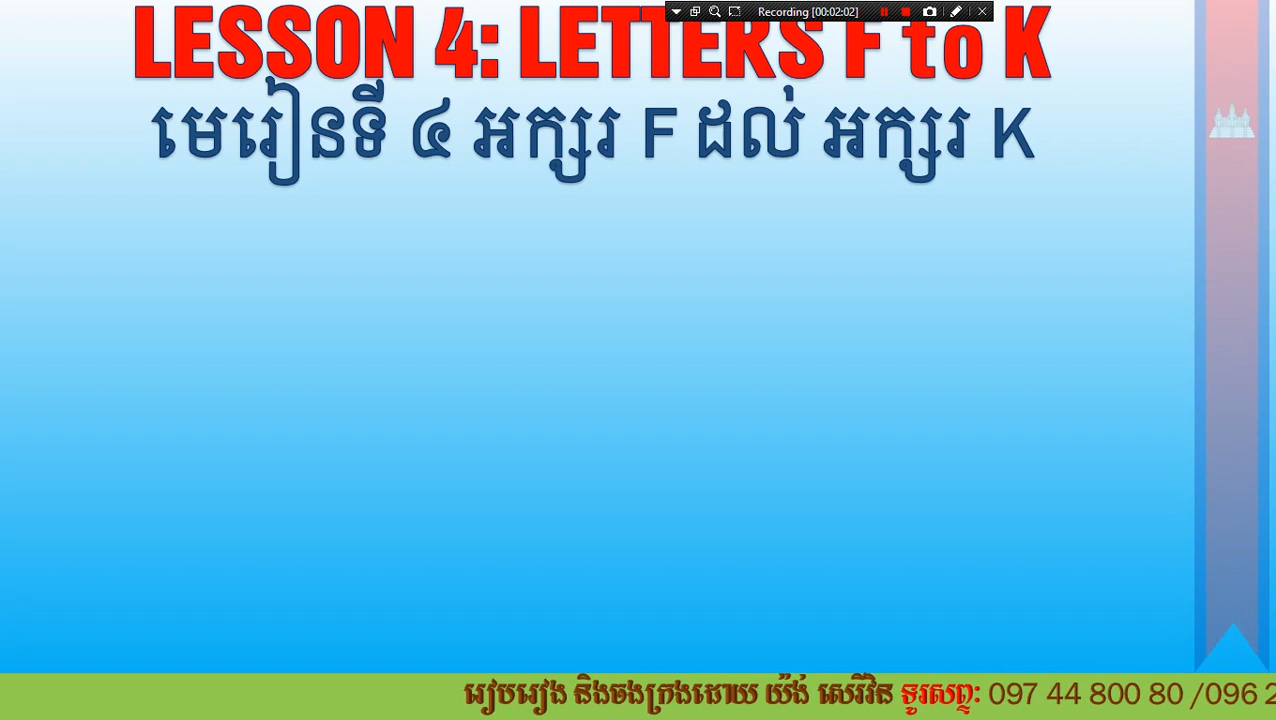 Recording [00:02:02]
LESSON 4: LETTERS F to K
មេរៀនទី ៤ អក្សរ F ដល់ អក្សរ K
រៀបរៀង និងចងក្រងដោយ យ៉ង់ សេរីវិន ទូរសព្ទ: 097 44 800 80 /096 2